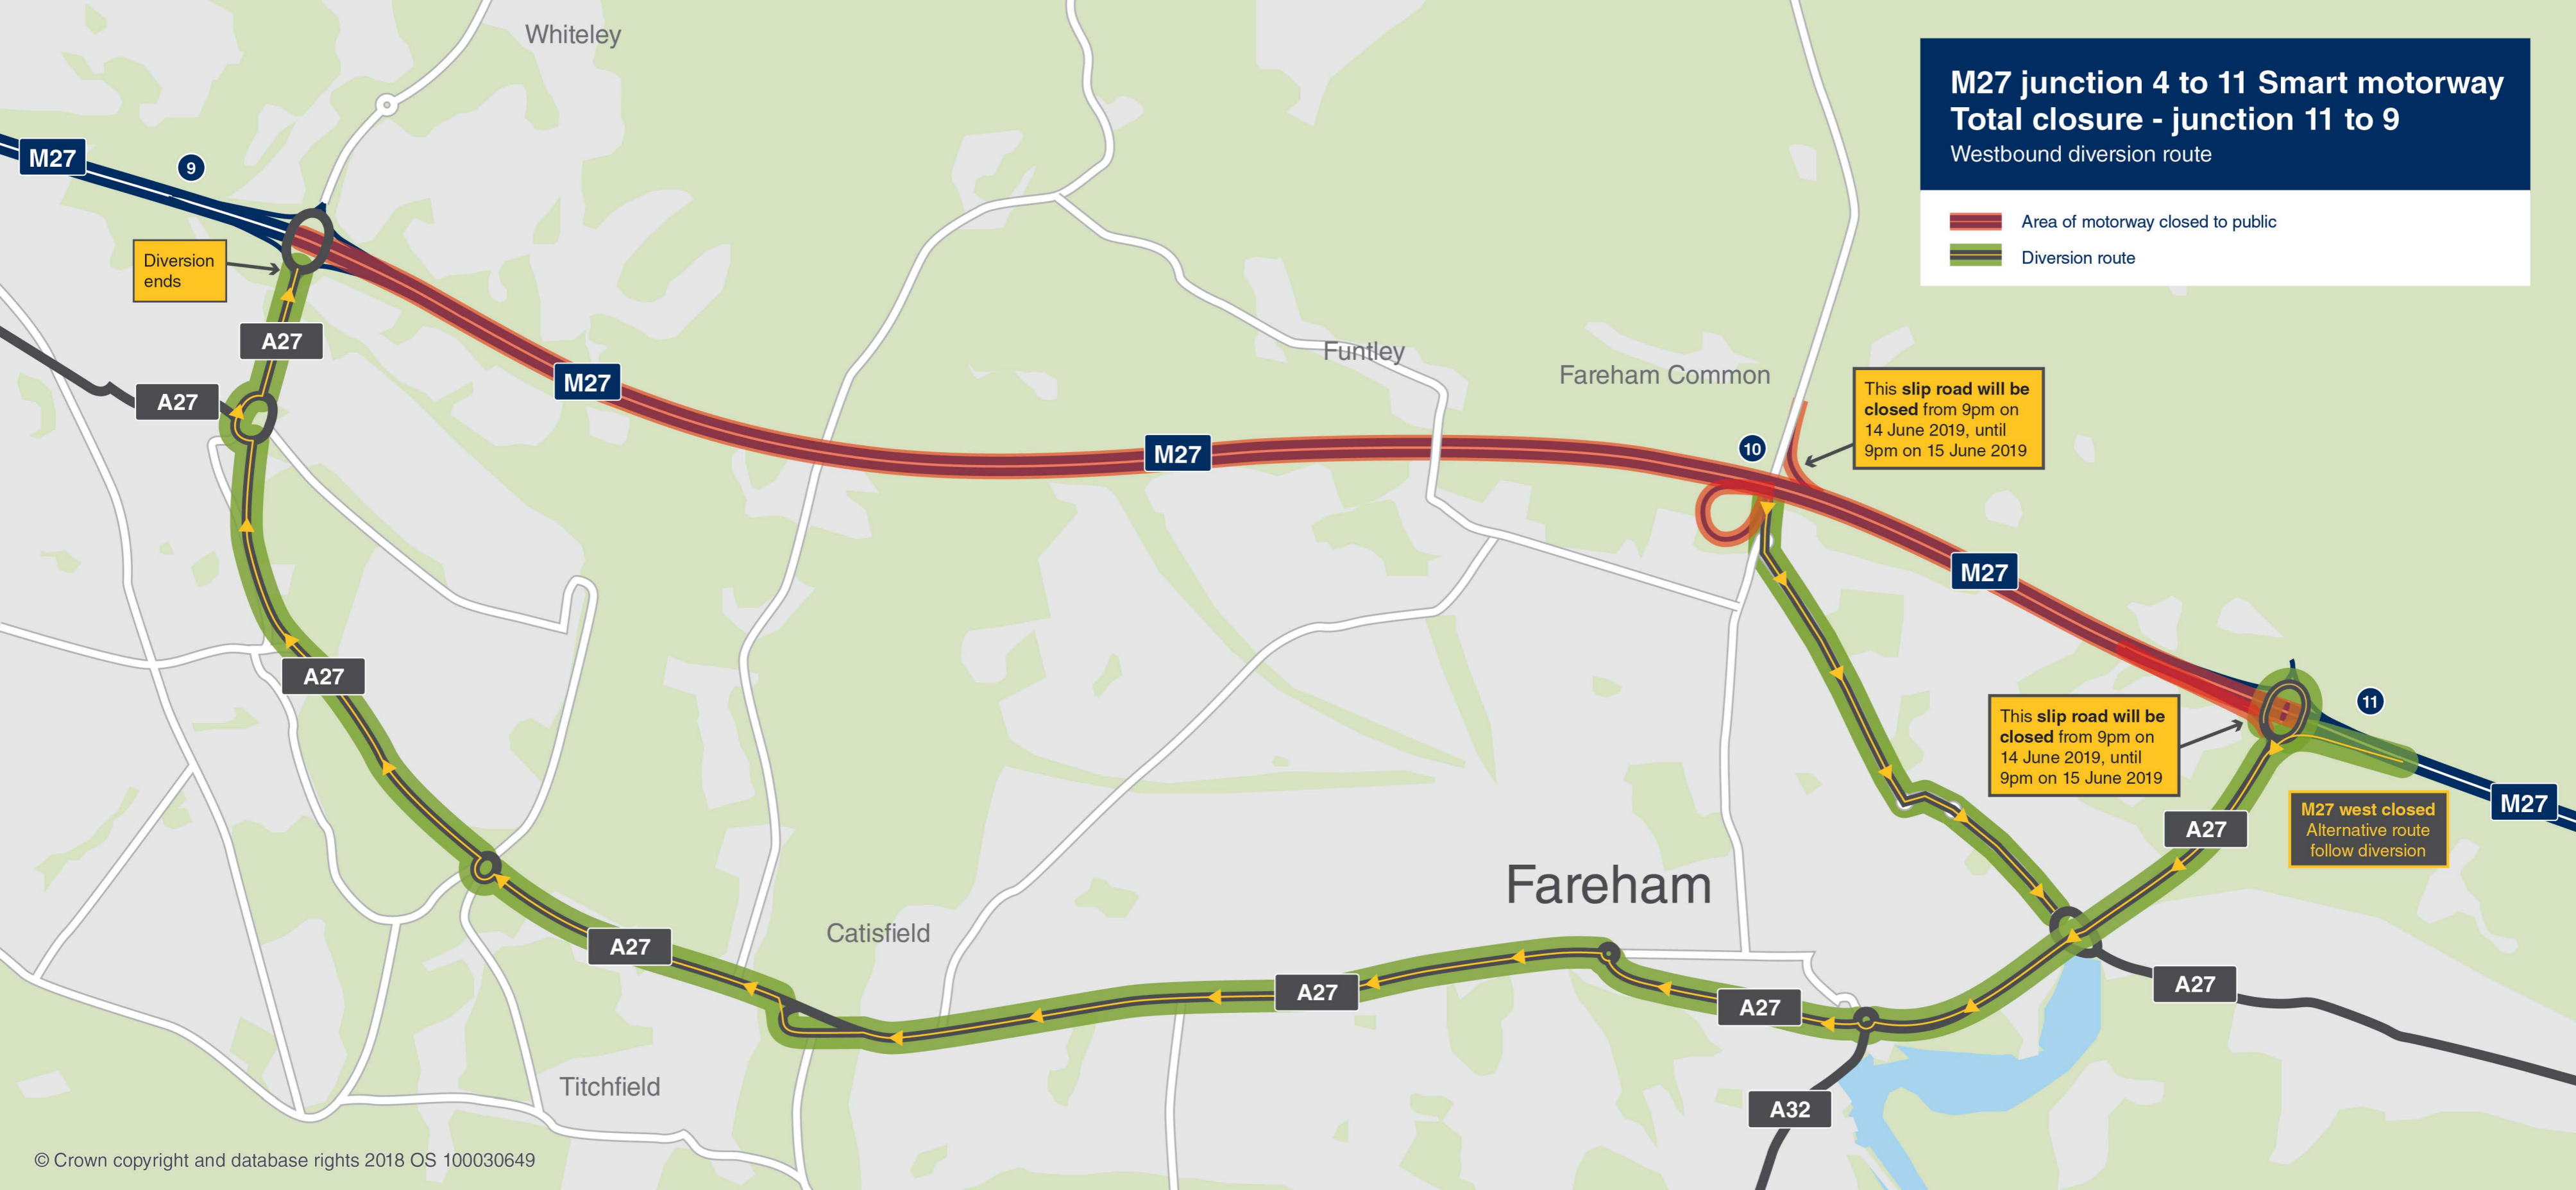 Whiteley
M27 junction 4 to 11 Smart motorway
Total closure - junction 11 to 9
Westbound diversion route
Area of motorway closed to public
Diversion route
M27
9
Diversion
ends
A27
A27
M27
Funtley
Fareham Common
This slip road will be
closed from 9pm on
14 June 2019, until
9pm on 15 June 2019
10
M27
M27
A27
11
This slip road will be
closed from 9pm on
14 June 2019, until
9pm on 15 June 2019
M27
M27 west closed
Alternative route
follow diversion
A27
Fareham
Catisfield
A27
A27
A27
A27
Titchfield
A32
© Crown copyright and database rights 2018 OS 100030649